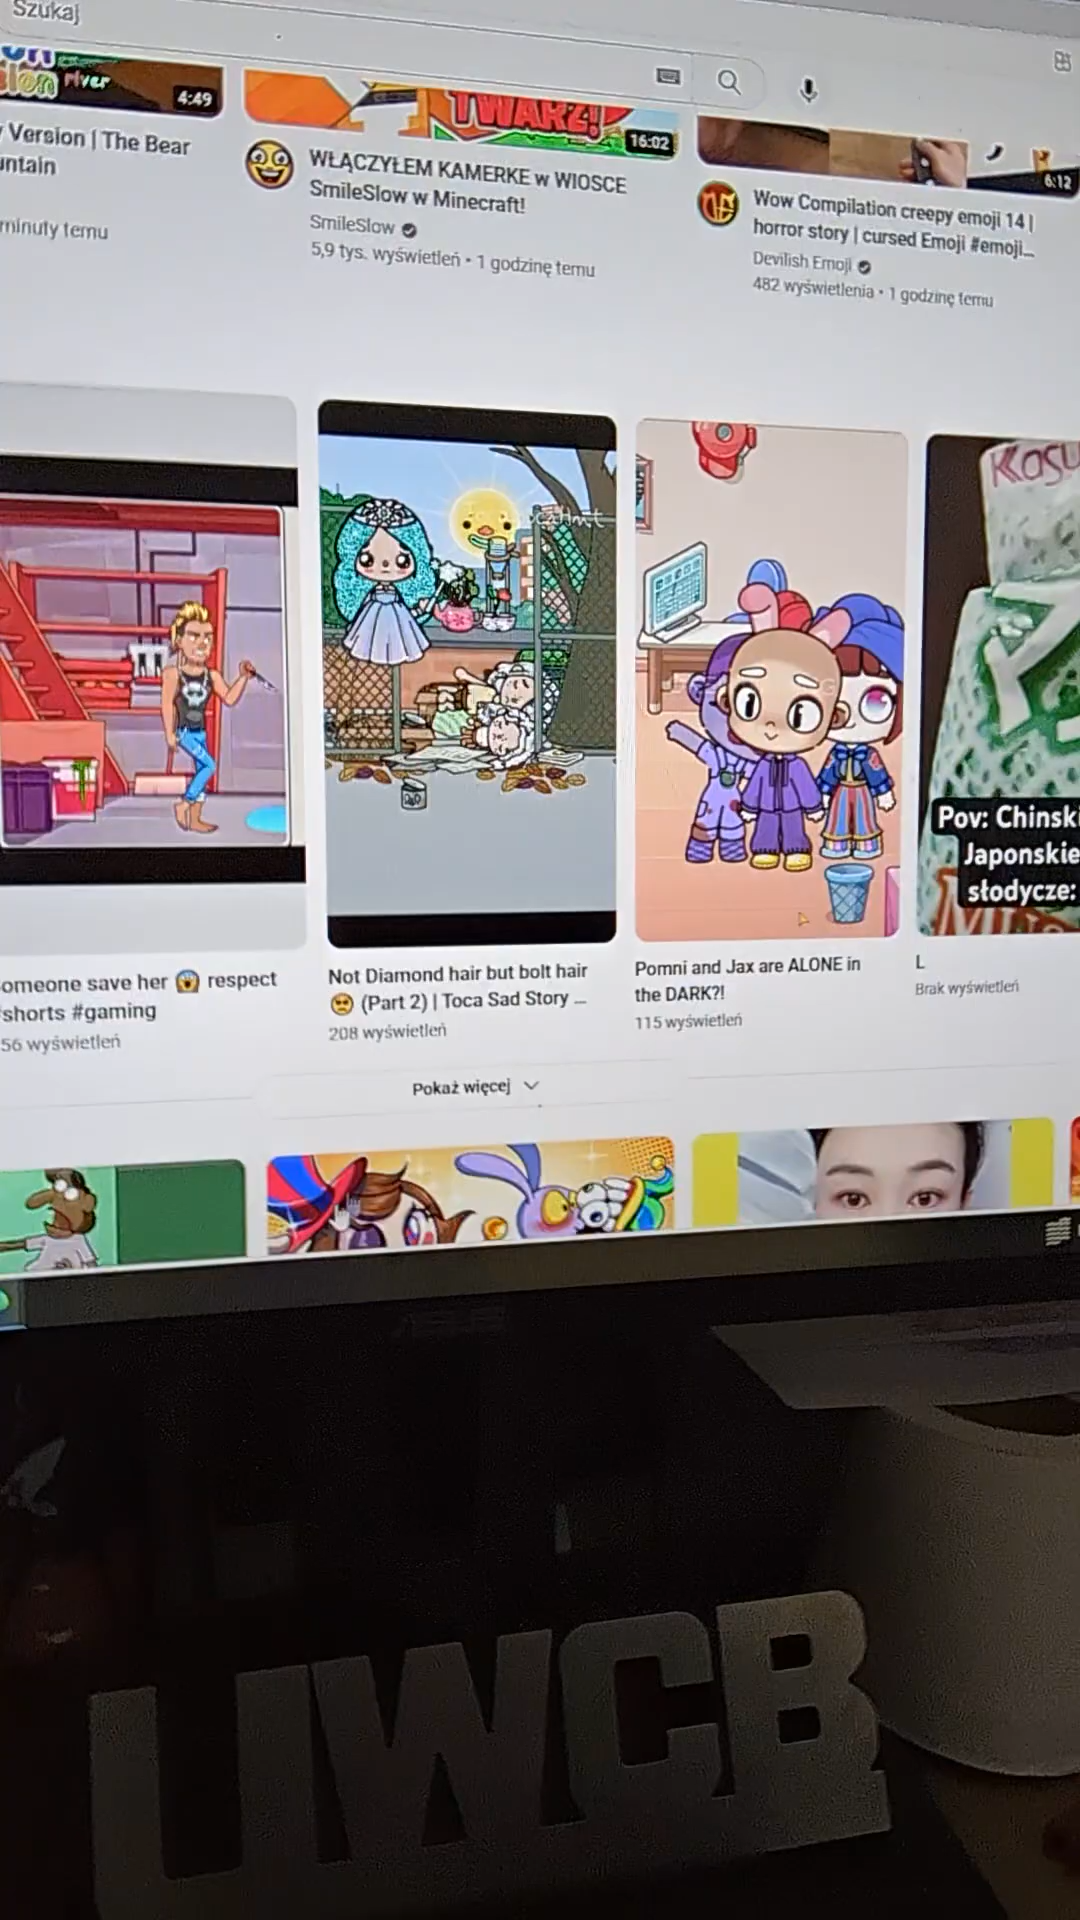 Szukaj
river
4:49
TWARZ!
16:02
6:12
Version | The Bear
WŁĄCZYŁEM KAMERKE w WIOSCE
SmileSlow w Minecraft!
SmileSlow
5,9 tys. wyświetleń • 1 godzinę temu
Wow Compilation creepy emoji 14 |
horror story | cursed Emoji #emoji...
Devilish Emoji
482 wyświetlenia • 1 godzinę temu
minuty temu
Pov: Chinski
Japonskie
słodycze:
omeone save her 😱 respect
shorts #gaming
56 wyświetleń
Not Diamond hair but bolt hair
🥺 (Part 2) | Toca Sad Story ...
208 wyświetleń
Pomni and Jax are ALONE in
the DARK?!
115 wyświetleń
L
Brak wyświetleń
Pokaż więcej
UWCB